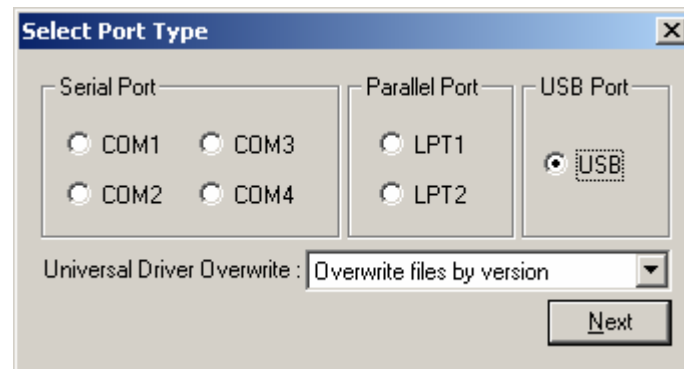 Select Port Type
Serial Port Parallel Port USB Port
COM1 COM3 LPT1 USB
COM2 COM4 LPT2
Universal Driver Overwrite : Overwrite files by version
Next